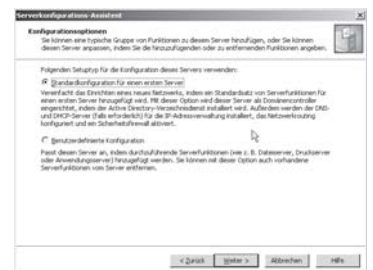 Serverkonfigurations-Assistent
Konfigurationsoptionen
Sie können eine typische Gruppe von Funktionen zu diesem Server hinzufügen, oder Sie können
diesen Server anpassen, indem Sie die hinzuzufügenden oder zu entfernenden Funktionen angeben.
Folgenden Setuptyp für die Konfiguration dieses Servers verwenden:
Standardkonfiguration für einen ersten Server
Vereinfacht das Einrichten eines neuen Netzwerks, indem ein Standardsatz von Serverfunktionen für
einen ersten Server hinzugefügt wird. Mit dieser Option wird dieser Server als Domänencontroller
eingerichtet, indem der Active Directory-Verzeichnisdienst installiert wird. Außerdem werden der DNS-
und DHCP-Server (falls erforderlich) für die IP-Adressverwaltung installiert, das Netzwerkrouting
konfiguriert und ein Sicherheitsfirewall aktiviert.
Benutzerdefinierte Konfiguration
Passt diesen Server an, indem durchzuführende Serverfunktionen (wie z. B. Dateiserver, Druckserver
oder Anwendungsserver) hinzugefügt werden. Sie können mit dieser Option auch vorhandene
Serverfunktionen vom Server entfernen.
< Zurück Weiter > Abbrechen Hilfe